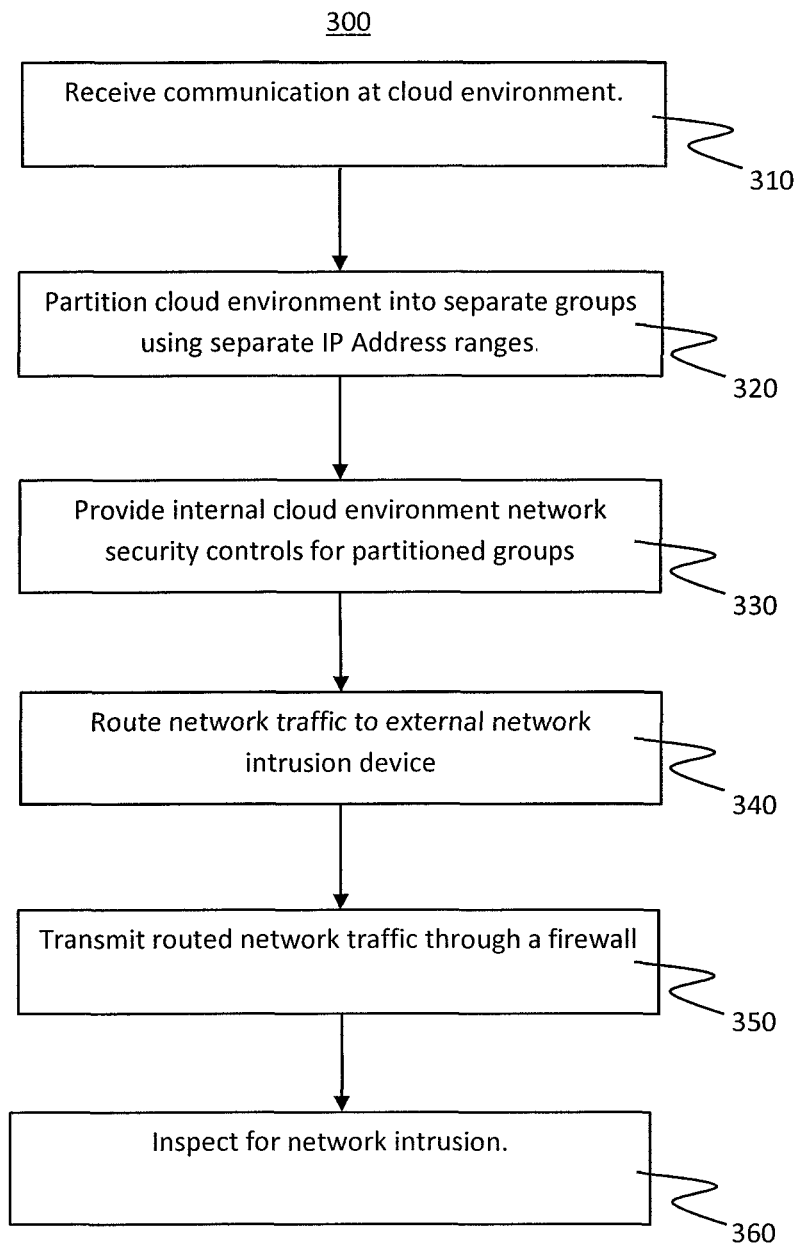 300
Receive communication at cloud environment.
310
Partition cloud environment into separate groups
using separate IP Address ranges.
320
Provide internal cloud environment network
security controls for partitioned groups
330
Route network traffic to external network
intrusion device
340
Transmit routed network traffic through a firewall
350
Inspect for network intrusion.
360